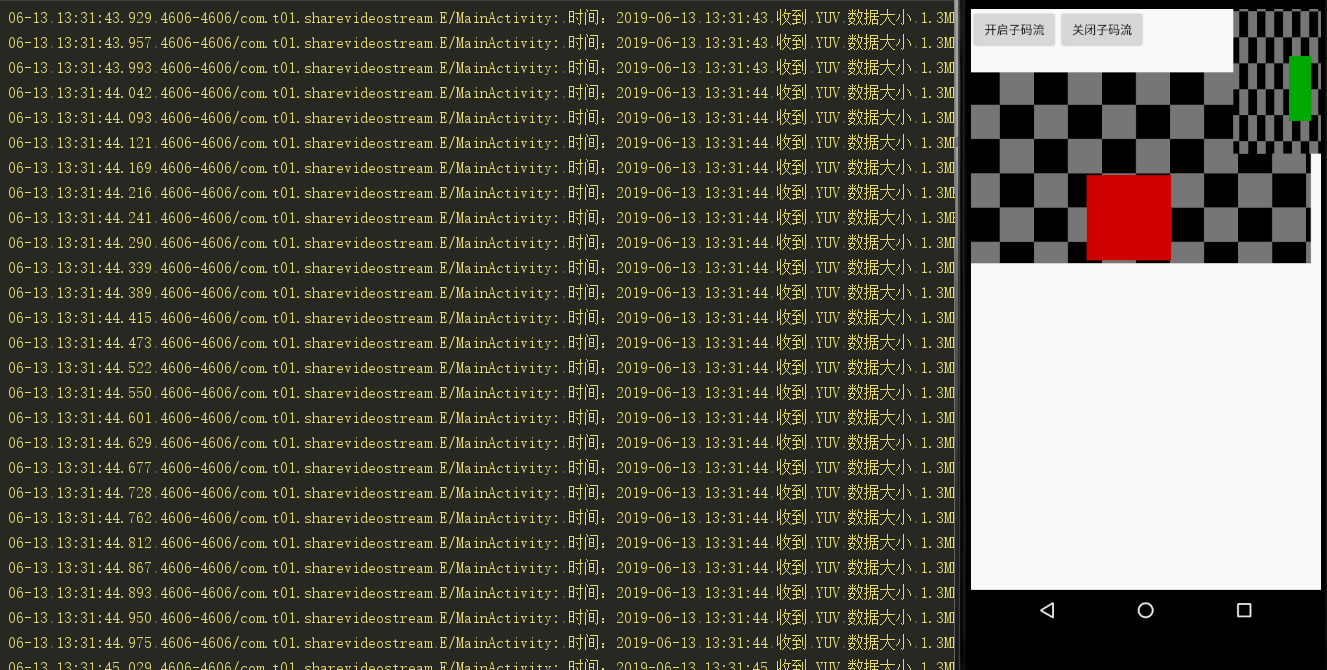 06-13 13:31:43.929 4606-4606/com.t01.sharevideostream E/MainActivity: 时间：2019-06-13 13:31:43 收到 YUV 数据大小 1.3M
06-13 13:31:43.957 4606-4606/com.t01.sharevideostream E/MainActivity: 时间：2019-06-13 13:31:43 收到 YUV 数据大小 1.3M
06-13 13:31:43.993 4606-4606/com.t01.sharevideostream E/MainActivity: 时间：2019-06-13 13:31:43 收到 YUV 数据大小 1.3M
06-13 13:31:44.042 4606-4606/com.t01.sharevideostream E/MainActivity: 时间：2019-06-13 13:31:44 收到 YUV 数据大小 1.3M
06-13 13:31:44.093 4606-4606/com.t01.sharevideostream E/MainActivity: 时间：2019-06-13 13:31:44 收到 YUV 数据大小 1.3M
06-13 13:31:44.121 4606-4606/com.t01.sharevideostream E/MainActivity: 时间：2019-06-13 13:31:44 收到 YUV 数据大小 1.3M
06-13 13:31:44.169 4606-4606/com.t01.sharevideostream E/MainActivity: 时间：2019-06-13 13:31:44 收到 YUV 数据大小 1.3M
06-13 13:31:44.216 4606-4606/com.t01.sharevideostream E/MainActivity: 时间：2019-06-13 13:31:44 收到 YUV 数据大小 1.3M
06-13 13:31:44.241 4606-4606/com.t01.sharevideostream E/MainActivity: 时间：2019-06-13 13:31:44 收到 YUV 数据大小 1.3M
06-13 13:31:44.290 4606-4606/com.t01.sharevideostream E/MainActivity: 时间：2019-06-13 13:31:44 收到 YUV 数据大小 1.3M
06-13 13:31:44.339 4606-4606/com.t01.sharevideostream E/MainActivity: 时间：2019-06-13 13:31:44 收到 YUV 数据大小 1.3M
06-13 13:31:44.389 4606-4606/com.t01.sharevideostream E/MainActivity: 时间：2019-06-13 13:31:44 收到 YUV 数据大小 1.3M
06-13 13:31:44.415 4606-4606/com.t01.sharevideostream E/MainActivity: 时间：2019-06-13 13:31:44 收到 YUV 数据大小 1.3M
06-13 13:31:44.473 4606-4606/com.t01.sharevideostream E/MainActivity: 时间：2019-06-13 13:31:44 收到 YUV 数据大小 1.3M
06-13 13:31:44.522 4606-4606/com.t01.sharevideostream E/MainActivity: 时间：2019-06-13 13:31:44 收到 YUV 数据大小 1.3M
06-13 13:31:44.550 4606-4606/com.t01.sharevideostream E/MainActivity: 时间：2019-06-13 13:31:44 收到 YUV 数据大小 1.3M
06-13 13:31:44.601 4606-4606/com.t01.sharevideostream E/MainActivity: 时间：2019-06-13 13:31:44 收到 YUV 数据大小 1.3M
06-13 13:31:44.629 4606-4606/com.t01.sharevideostream E/MainActivity: 时间：2019-06-13 13:31:44 收到 YUV 数据大小 1.3M
06-13 13:31:44.677 4606-4606/com.t01.sharevideostream E/MainActivity: 时间：2019-06-13 13:31:44 收到 YUV 数据大小 1.3M
06-13 13:31:44.728 4606-4606/com.t01.sharevideostream E/MainActivity: 时间：2019-06-13 13:31:44 收到 YUV 数据大小 1.3M
06-13 13:31:44.762 4606-4606/com.t01.sharevideostream E/MainActivity: 时间：2019-06-13 13:31:44 收到 YUV 数据大小 1.3M
06-13 13:31:44.812 4606-4606/com.t01.sharevideostream E/MainActivity: 时间：2019-06-13 13:31:44 收到 YUV 数据大小 1.3M
06-13 13:31:44.867 4606-4606/com.t01.sharevideostream E/MainActivity: 时间：2019-06-13 13:31:44 收到 YUV 数据大小 1.3M
06-13 13:31:44.893 4606-4606/com.t01.sharevideostream E/MainActivity: 时间：2019-06-13 13:31:44 收到 YUV 数据大小 1.3M
06-13 13:31:44.950 4606-4606/com.t01.sharevideostream E/MainActivity: 时间：2019-06-13 13:31:44 收到 YUV 数据大小 1.3M
06-13 13:31:44.975 4606-4606/com.t01.sharevideostream E/MainActivity: 时间：2019-06-13 13:31:44 收到 YUV 数据大小 1.3M
06-13 13:31:45.029 4606-4606/com.t01.sharevideostream E/MainActivity: 时间：2019-06-13 13:31:45 收到 YUV 数据大小 1.3M
开启子码流
关闭子码流